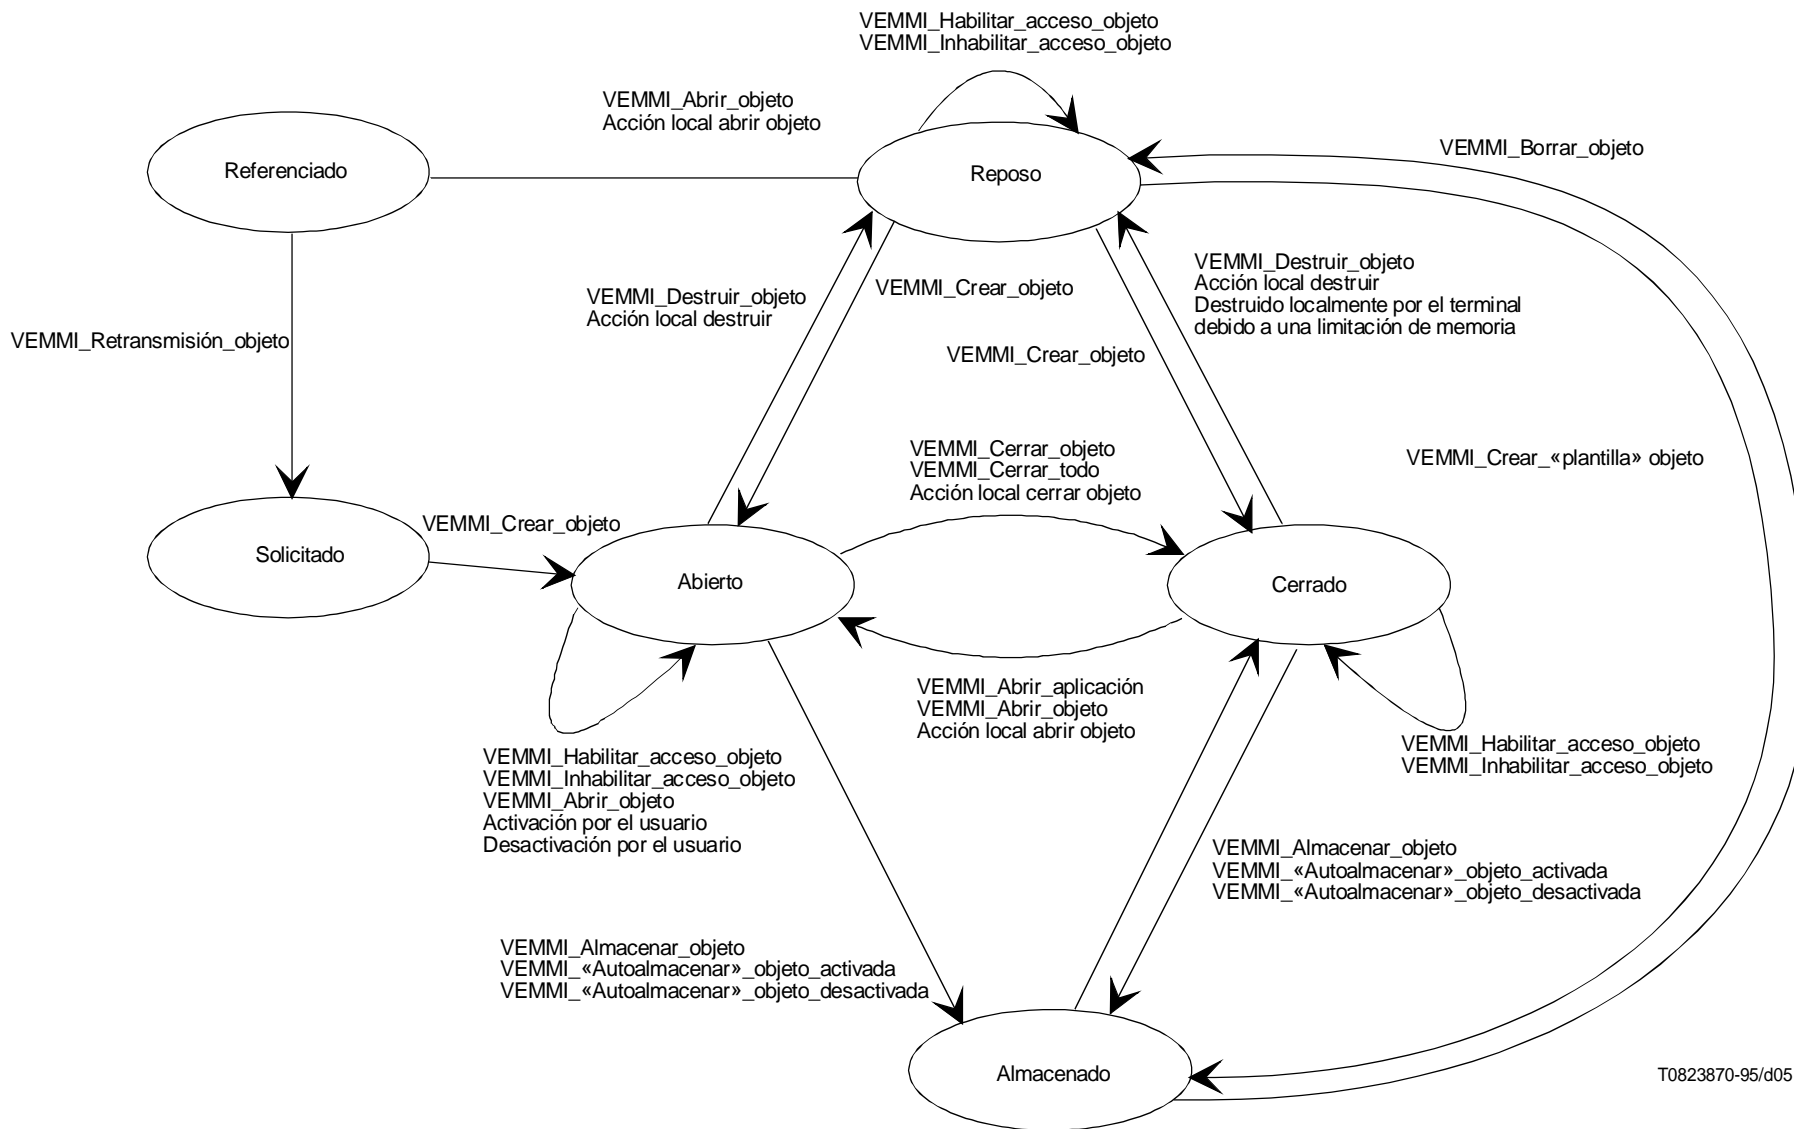 VEMMI_Habilitar_acceso_objeto
VEMMI_Inhabilitar_acceso_objeto
VEMMI_Abrir_objeto
Acción local abrir objeto
VEMMI_Borrar_objeto
Referenciado
Reposo
VEMMI_Destruir_objeto
Acción local destruir
VEMMI_Crear_objeto
VEMMI_Destruir_objeto
Acción local destruir
Destruido localmente por el terminal
debido a una limitación de memoria
VEMMI_Retransmisión_objeto
VEMMI_Crear_objeto
VEMMI_Cerrar_objeto
VEMMI_Cerrar_todo
Acción local cerrar objeto
VEMMI_Crear_«plantilla» objeto
VEMMI_Crear_objeto
Solicitado
Abierto
Cerrado
VEMMI_Abrir_aplicación
VEMMI_Abrir_objeto
Acción local abrir objeto
VEMMI_Habilitar_acceso_objeto
VEMMI_Inhabilitar_acceso_objeto
VEMMI_Habilitar_acceso_objeto
VEMMI_Inhabilitar_acceso_objeto
VEMMI_Abrir_objeto
Activación por el usuario
Desactivación por el usuario
VEMMI_Almacenar_objeto
VEMMI_«Autoalmacenar»_objeto_activada
VEMMI_«Autoalmacenar»_objeto_desactivada
VEMMI_Almacenar_objeto
VEMMI_«Autoalmacenar»_objeto_activada
VEMMI_«Autoalmacenar»_objeto_desactivada
Almacenado
T0823870-95/d05